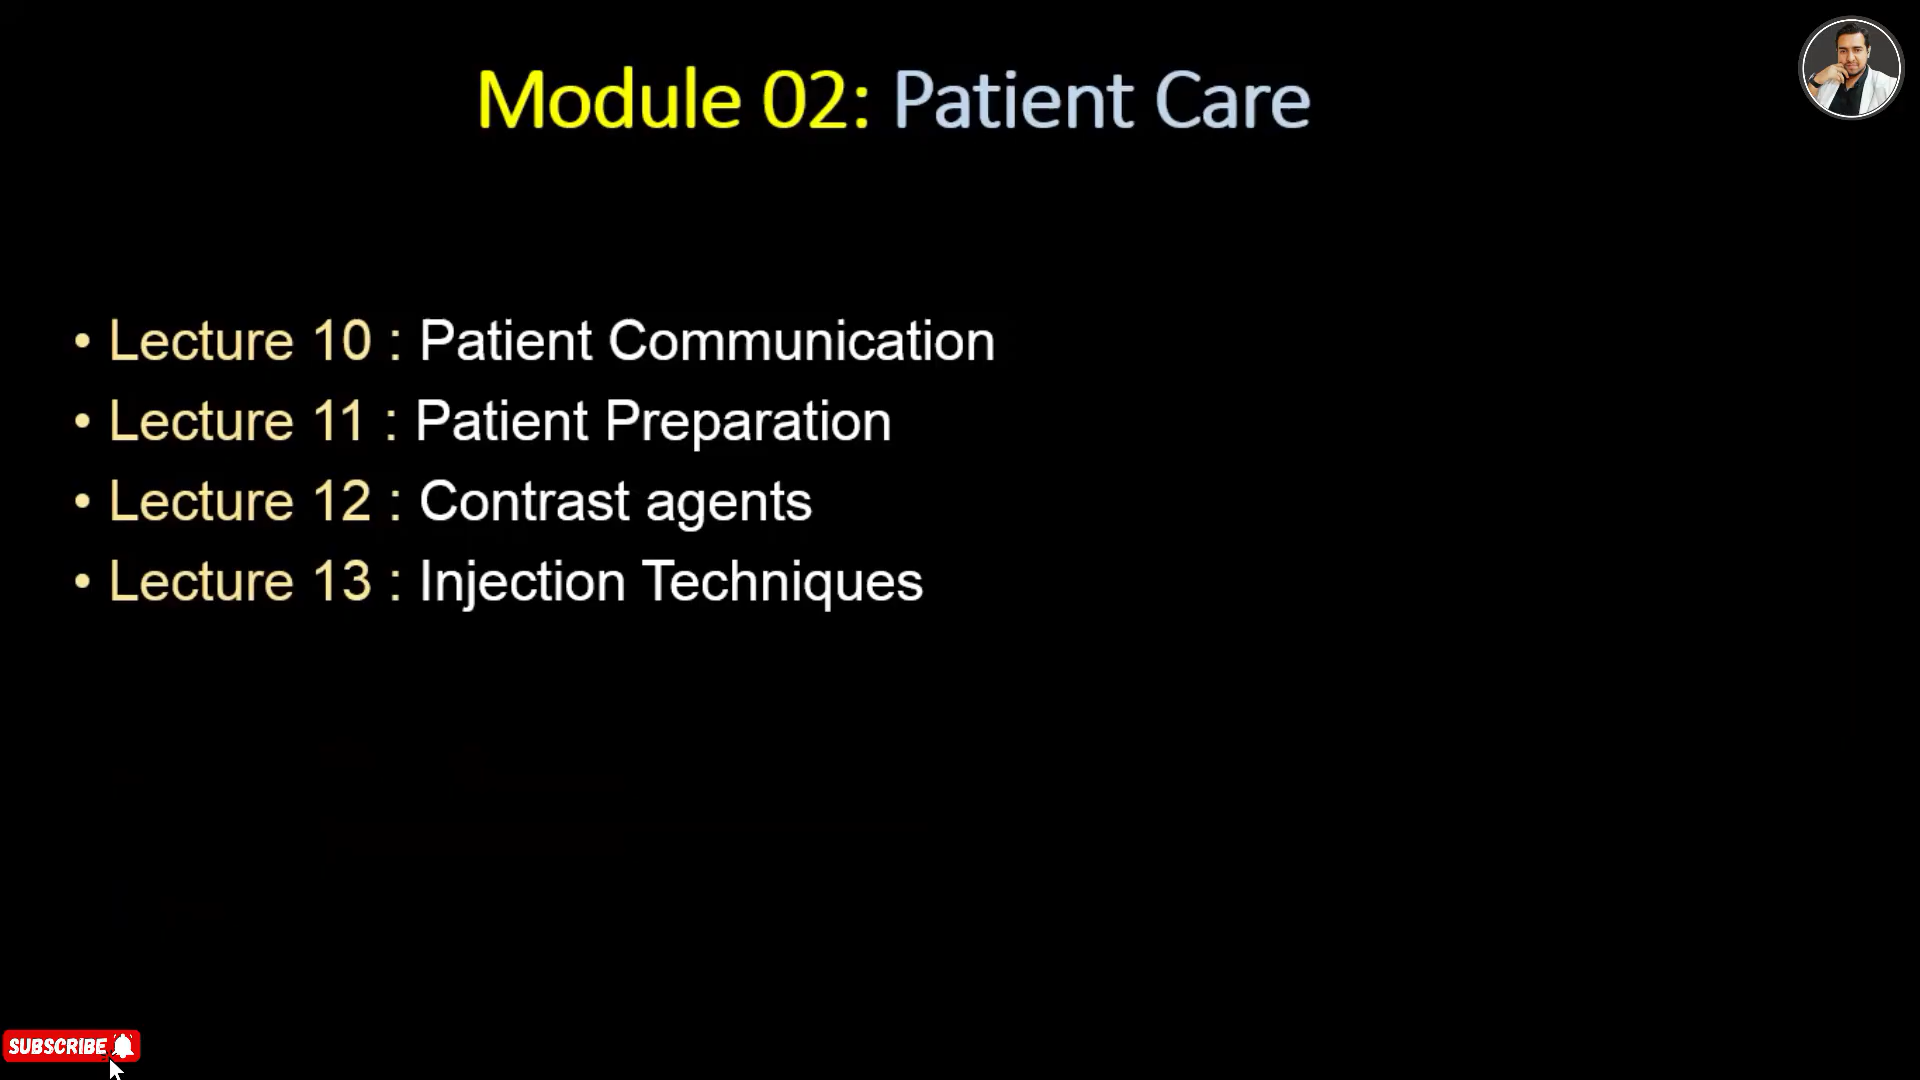 Module 02: Patient Care
• Lecture 10 : Patient Communication
• Lecture 11 : Patient Preparation
• Lecture 12 : Contrast agents
• Lecture 13 : Injection Techniques
SUBSCRIBE